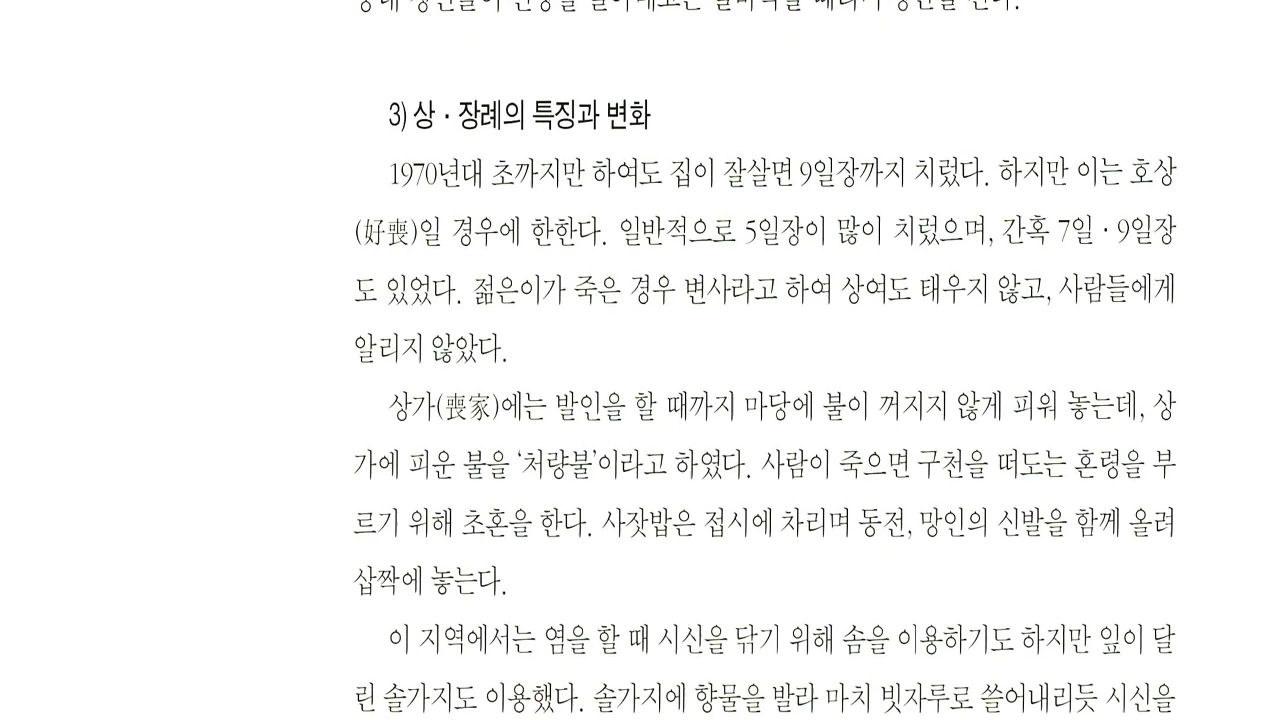 3) 상 · 장례의 특징과 변화
1970년대 초까지만 하여도 집이 잘살면 9일장까지 치렀다. 하지만 이는 호상
(好喪)일 경우에 한한다. 일반적으로 5일장이 많이 치렀으며, 간혹 7일 · 9일장
도 있었다. 젊은이가 죽은 경우 변사라고 하여 상여도 태우지 않고, 사람들에게
알리지 않았다.
상가(喪家)에는 발인을 할 때까지 마당에 불이 꺼지지 않게 피워 놓는데, 상
가에 피운 불을 ‘처량불’이라고 하였다. 사람이 죽으면 구천을 떠도는 혼령을 부
르기 위해 초혼을 한다. 사잣밥은 접시에 차리며 동전, 망인의 신발을 함께 올려
삽짝에 놓는다.
이 지역에서는 염을 할 때 시신을 닦기 위해 솜을 이용하기도 하지만 잎이 달
린 솔가지도 이용했다. 솔가지에 향물을 발라 마치 빗자루로 쓸어내리듯 시신을